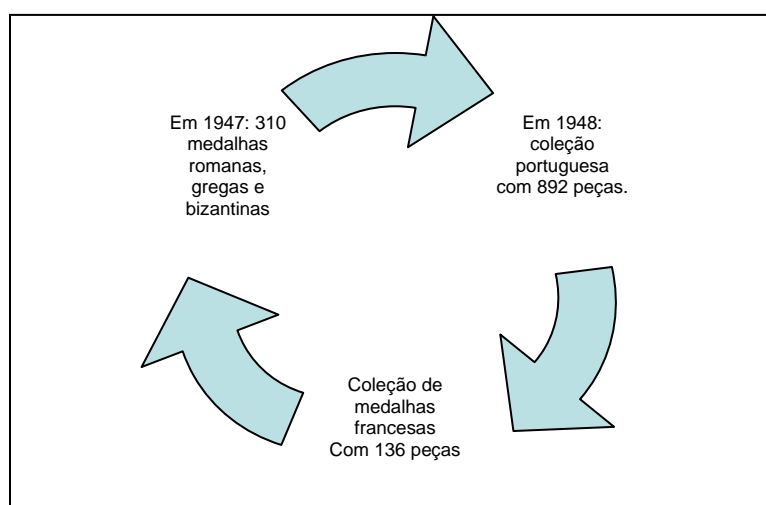 Em 1947: 310
medalhas
romanas,
gregas e
bizantinas
Em 1948:
coleção
portuguesa
com 892 peças.
Coleção de
medalhas
francesas
Com 136 peças